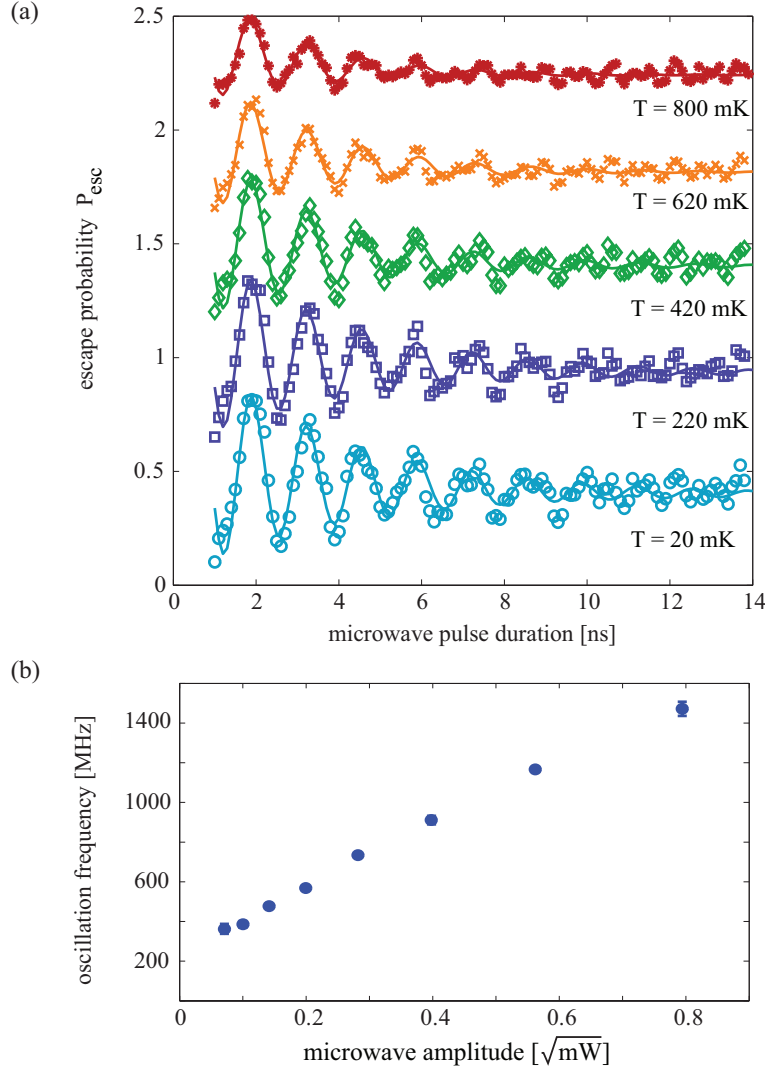 (a)
2.5
2
1.5
1
0.5
0
escape probability P_esc
T = 800 mK
T = 620 mK
T = 420 mK
T = 220 mK
T = 20 mK
0 2 4 6 8 10 12 14
microwave pulse duration [ns]
(b)
1400
1000
600
200
oscillation frequency [MHz]
0 0.2 0.4 0.6 0.8
microwave amplitude [√mW]